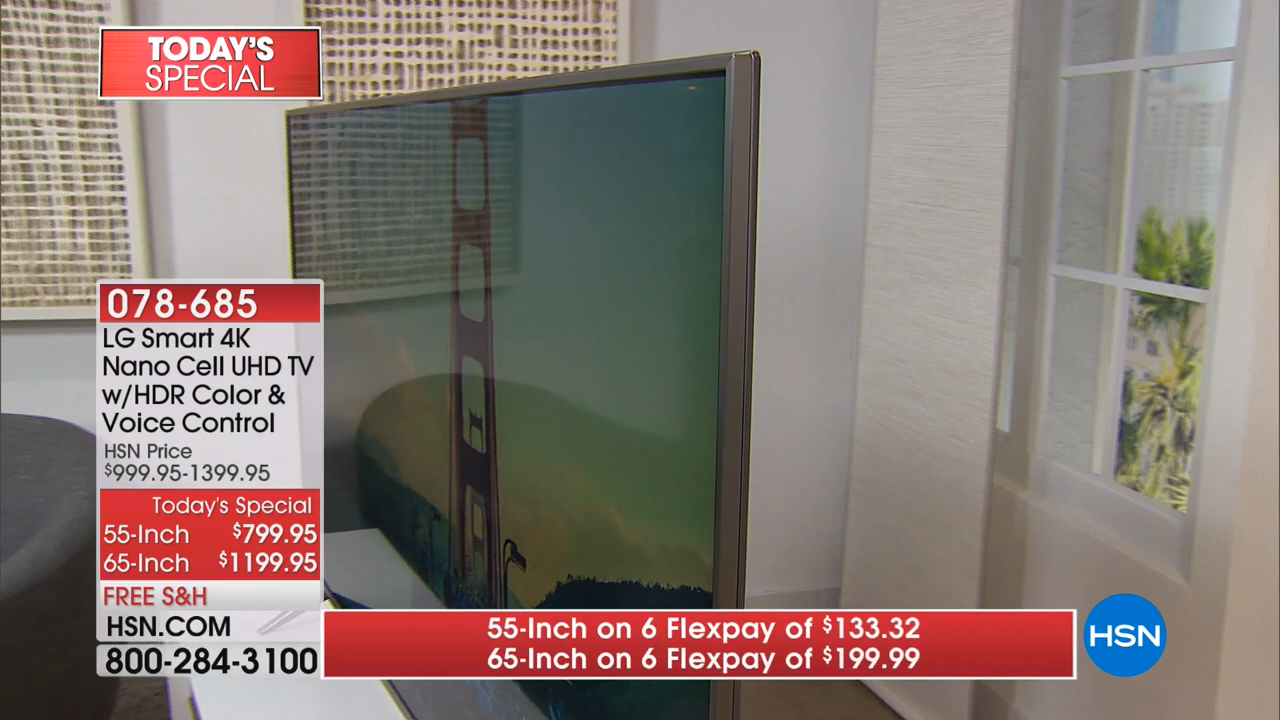 TODAY'S
SPECIAL
078-685
LG Smart 4K
Nano Cell UHD TV
w/HDR Color &
Voice Control
HSN Price
$999.95-1399.95
Today's Special
55-Inch $799.95
65-Inch $1199.95
FREE S&H
HSN.COM
800-284-3100
55-Inch on 6 Flexpay of $133.32
65-Inch on 6 Flexpay of $199.99
HSN